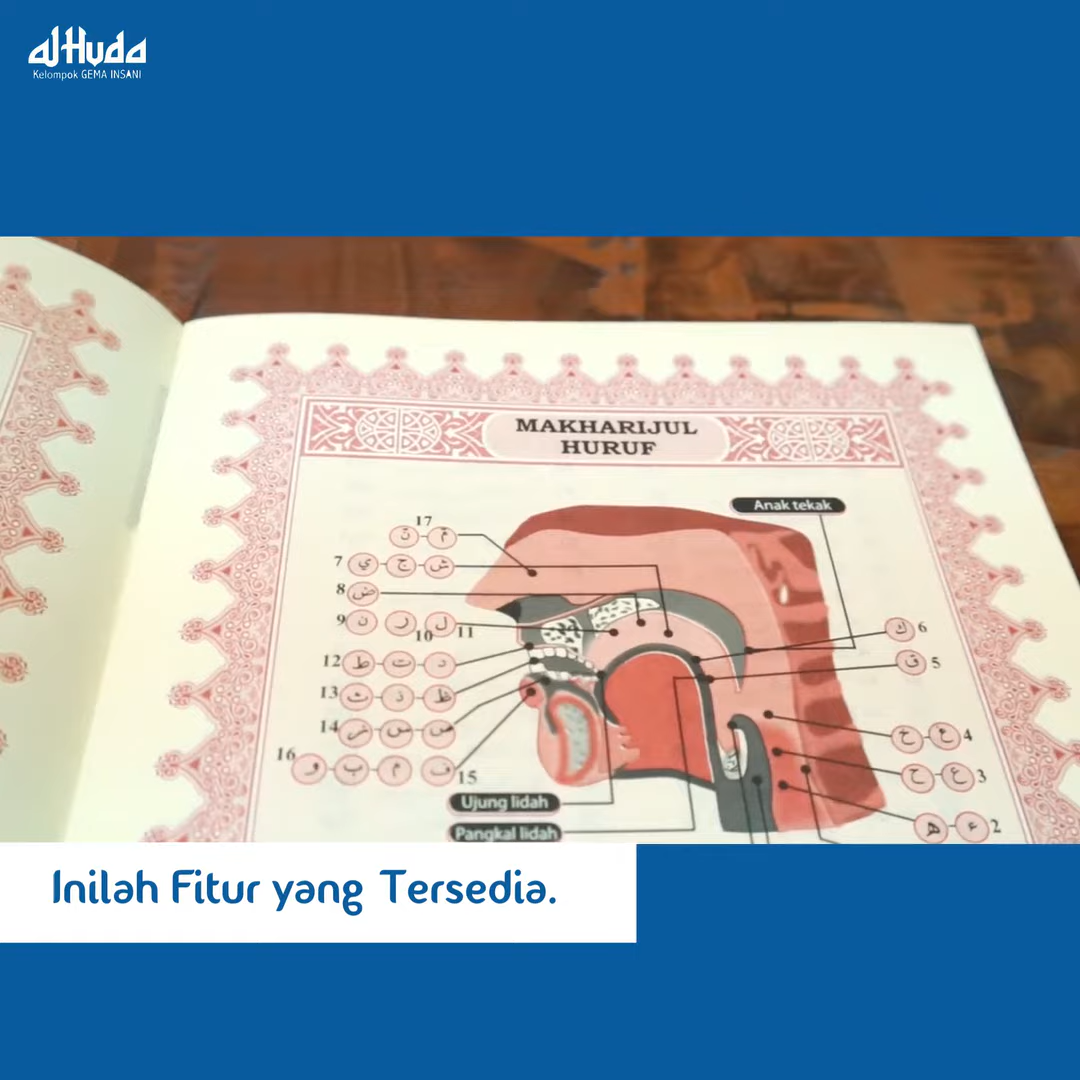 alHuda
Kelompok GEMA INSANI
MAKHARIJUL
HURUF
Anak tekak
17
نّ مّ
7 ي ج ش
8 ض
9 ن ر ل
10 11
12 ط ت د
13 ث ذ ظ
14 ز س ص
16 و ب م ف 15
ك 6
ق 5
خ غ 4
ح ع 3
ه ء 2
Ujung lidah
Pangkal lidah
Inilah Fitur yang Tersedia.